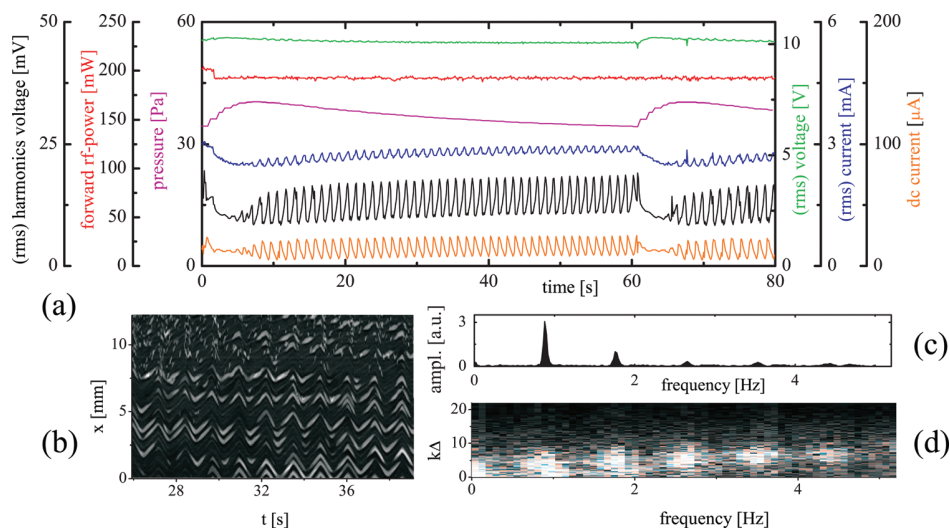 (rms) harmonics voltage [mV]
50
25
0
forward rf-power [mW]
250
200
150
100
50
0
pressure [Pa]
60
30
0
10
5
0
(rms) voltage [V]
6
3
0
(rms) current [mA]
200
100
0
dc current [μA]
0
20
40
60
80
time [s]
(a)
(b)
x [mm]
10
5
0
28
32
36
t [s]
ampl. [a.u.]
3
0
0
2
4
frequency [Hz]
(c)
kΔ
20
10
0
0
2
4
frequency [Hz]
(d)